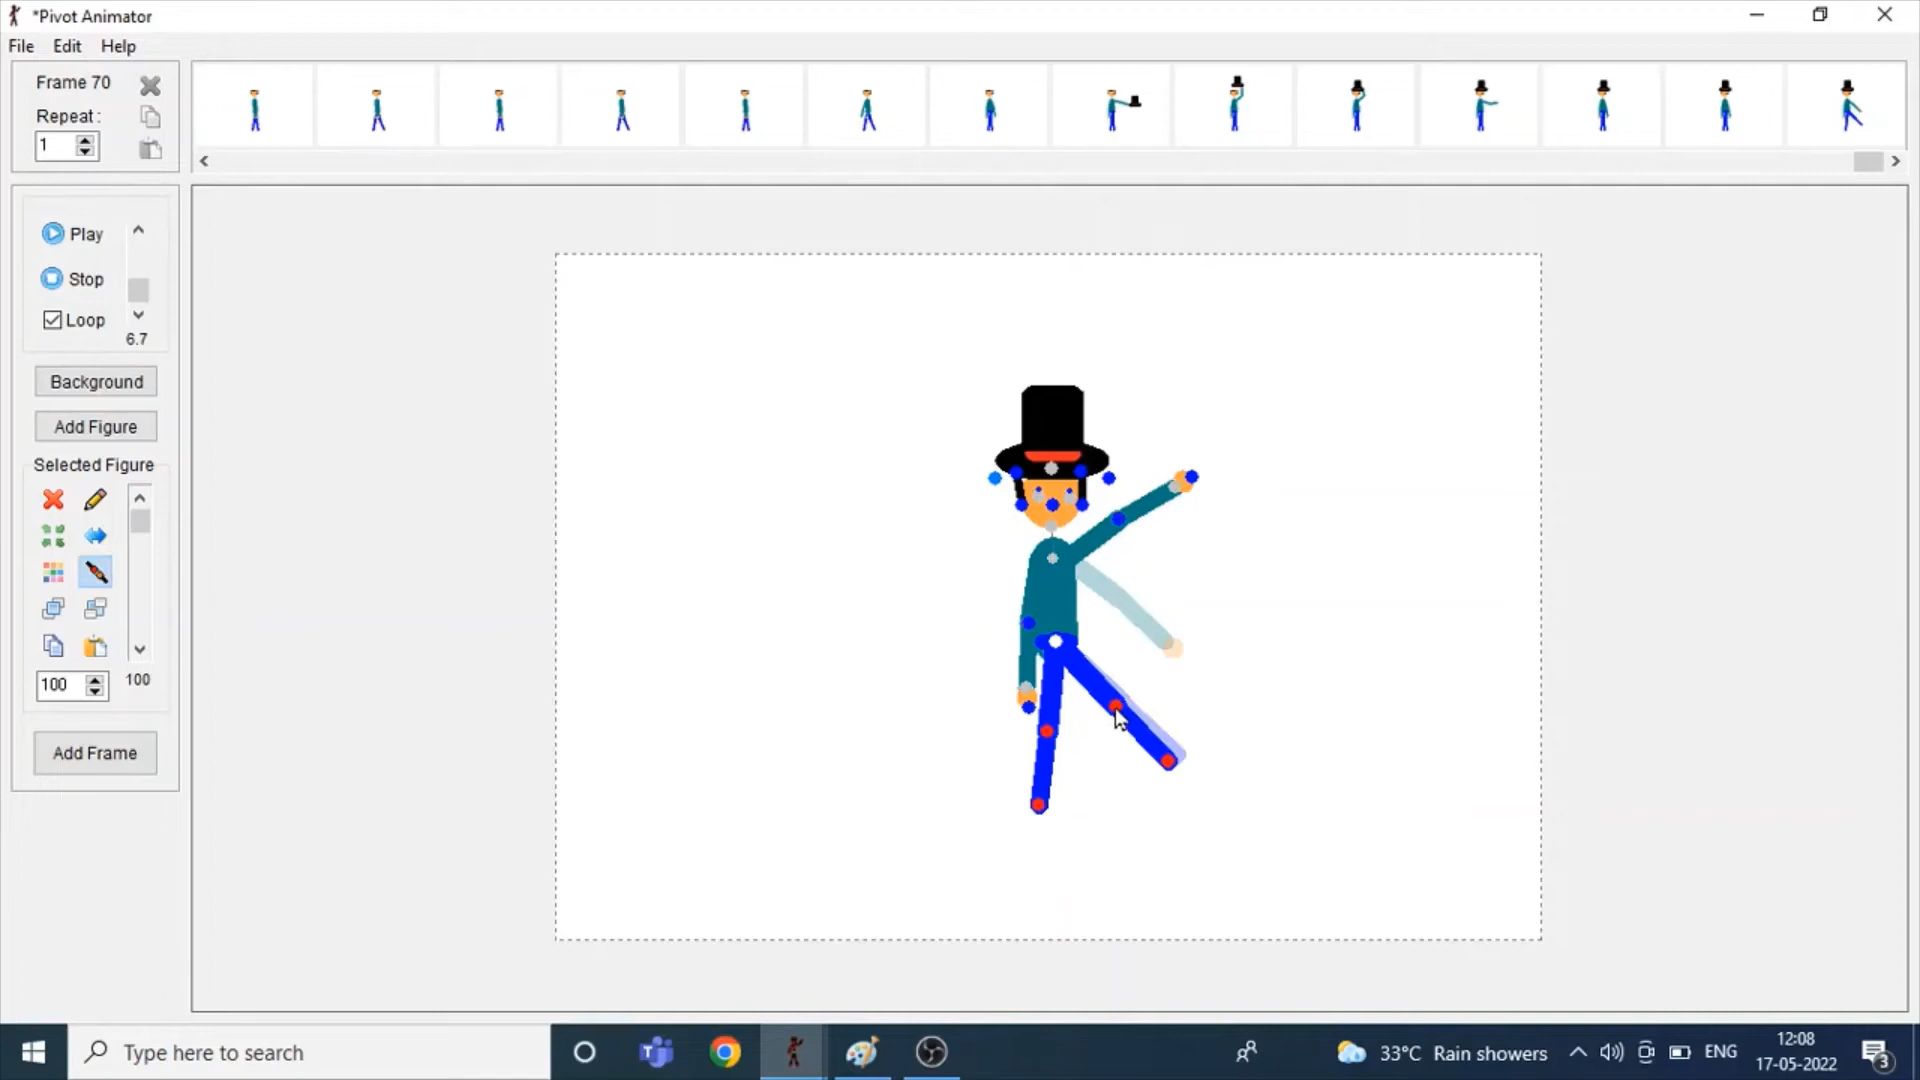 *Pivot Animator
File Edit Help
Frame 70
Repeat:
1
Play
Stop
Loop
6.7
Background
Add Figure
Selected Figure
100
100
Add Frame
Type here to search
33°C Rain showers
ENG
12:08
17-05-2022
3